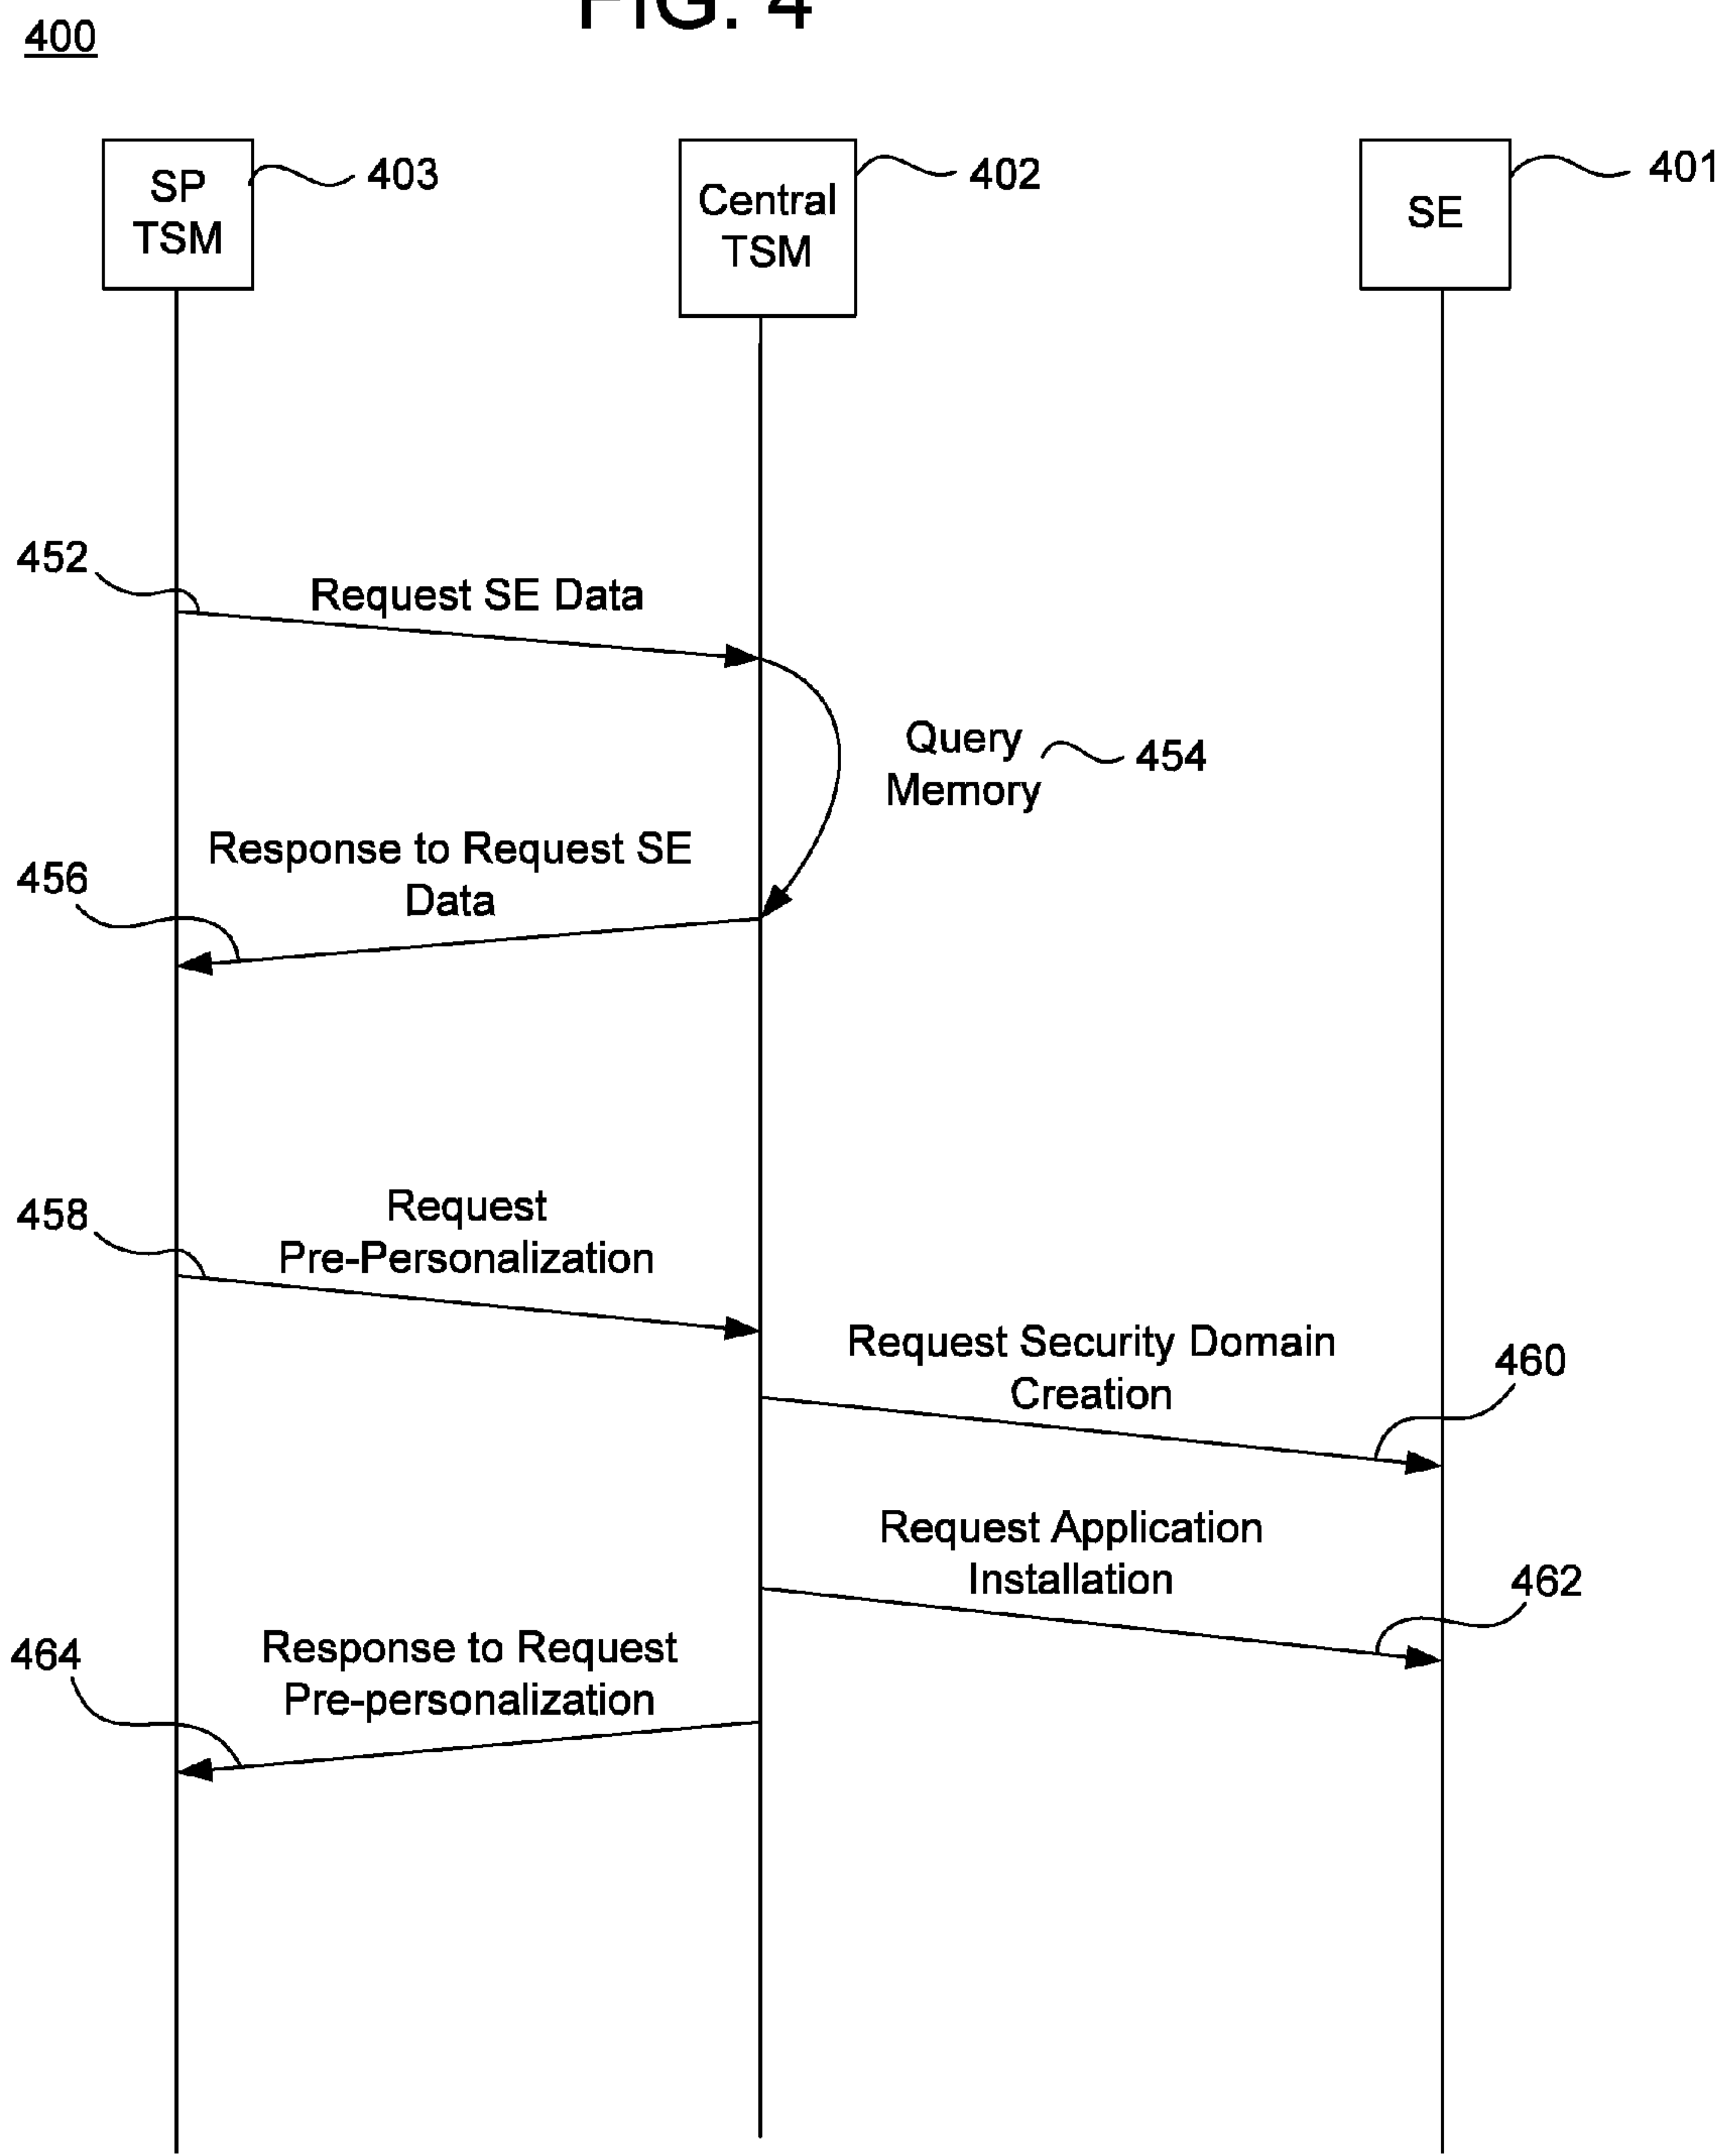 FIG. 4
400
SP
TSM
403
Central
TSM
402
SE
401
452
Request SE Data
Query
Memory
454
Response to Request SE
Data
456
458
Request
Pre-Personalization
Request Security Domain
Creation
460
Request Application
Installation
462
464
Response to Request
Pre-personalization